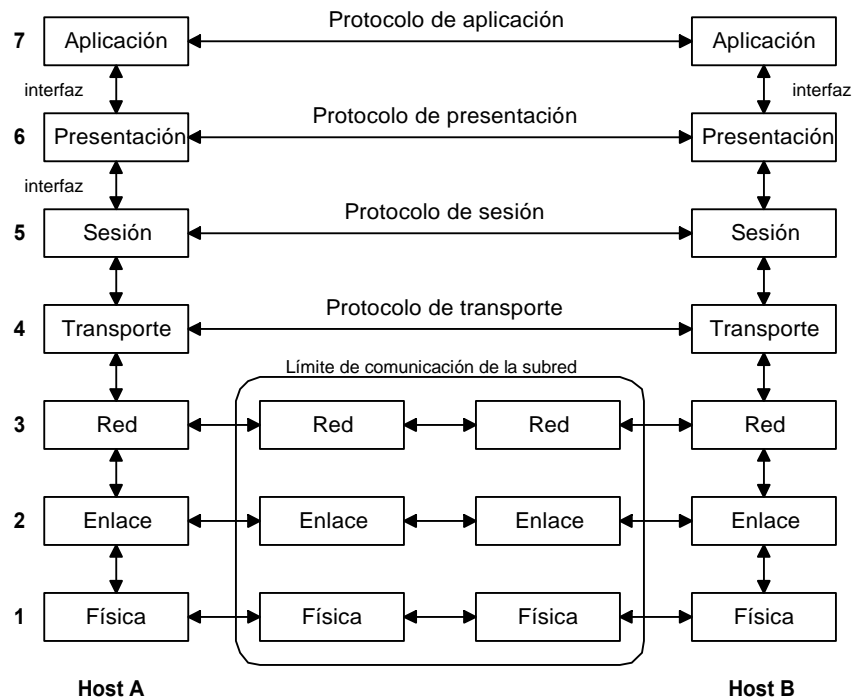 Protocolo de aplicación
7 Aplicación Aplicación
interfaz interfaz
Protocolo de presentación
6 Presentación Presentación
interfaz
Protocolo de sesión
5 Sesión Sesión
Protocolo de transporte
4 Transporte Transporte
Límite de comunicación de la subred
3 Red Red Red Red
2 Enlace Enlace Enlace Enlace
1 Física Física Física Física
Host A Host B